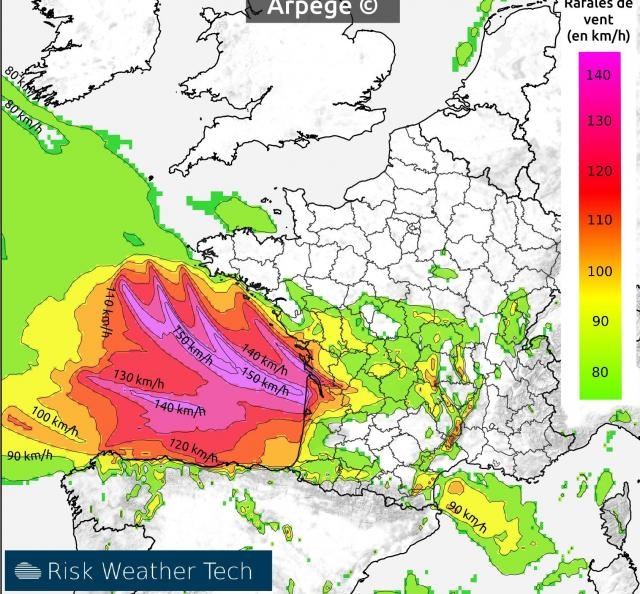 Arpège ©
Rafales de
vent
(en km/h)
140
130
120
110
100
90
80
80 km/h
80 km/h
110 km/h
150 km/h
140 km/h
150 km/h
130 km/h
140 km/h
100 km/h
120 km/h
90 km/h
90 km/h
Risk Weather Tech